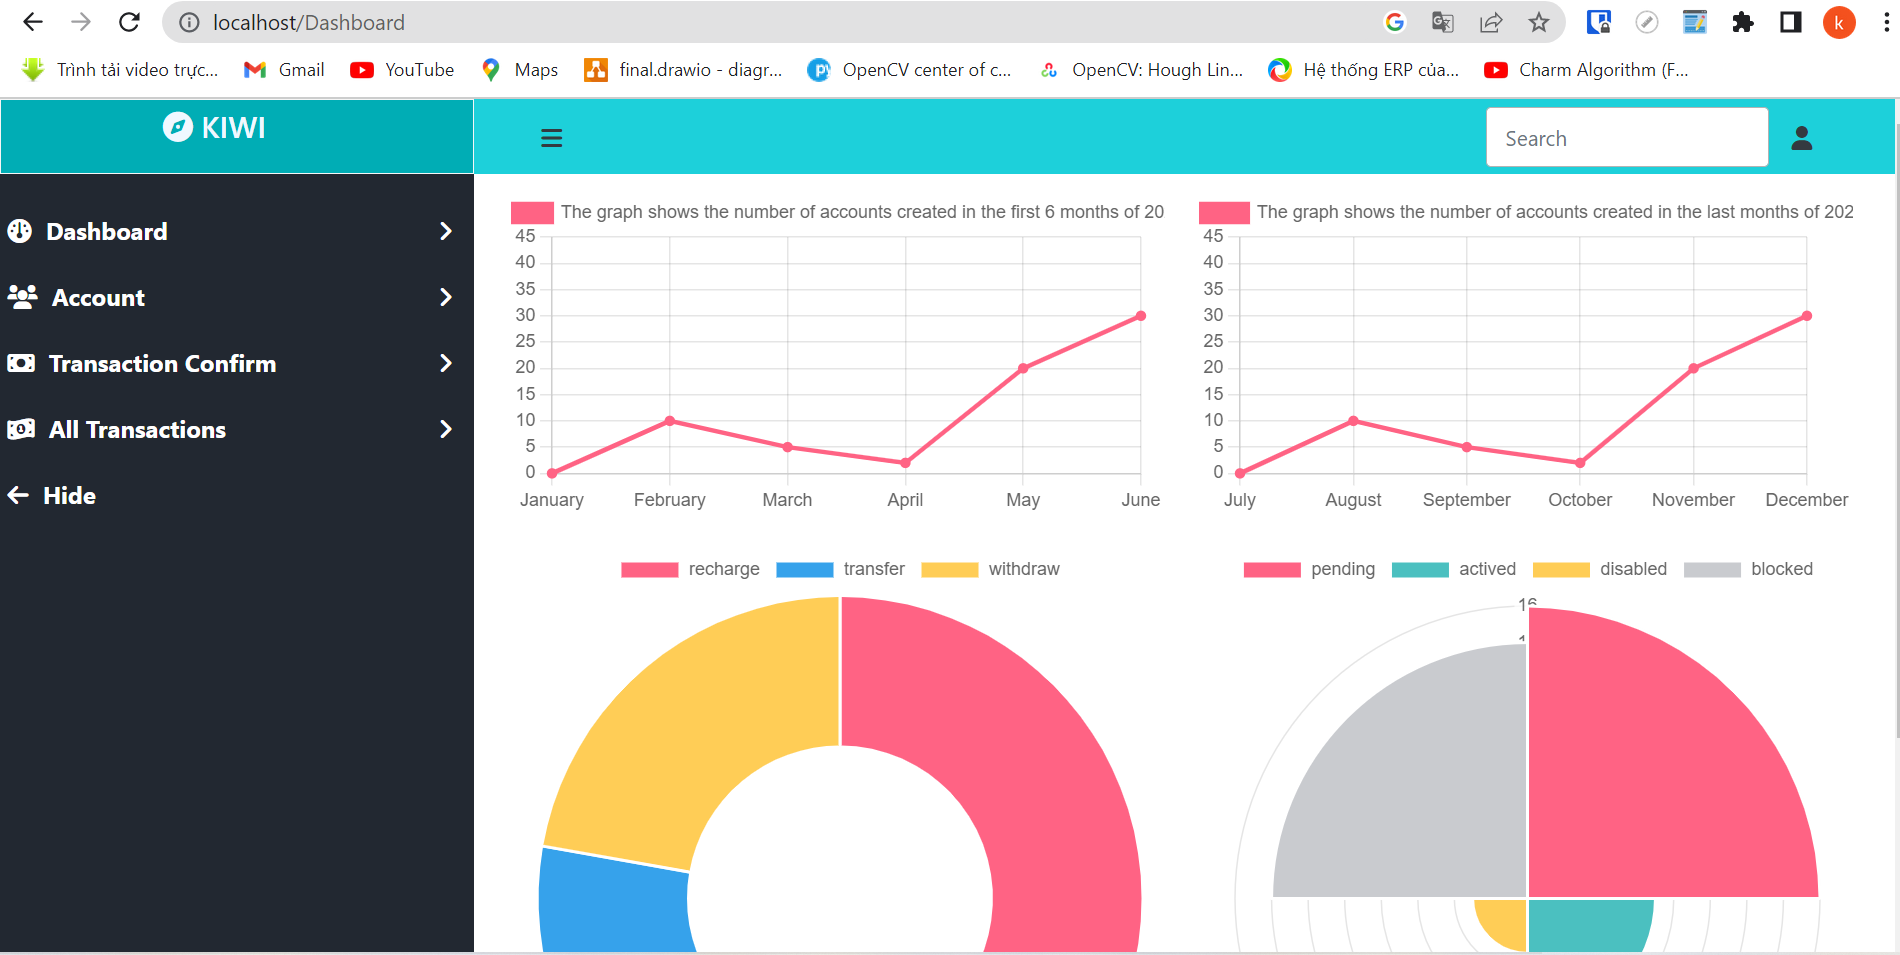 localhost/Dashboard
k
Trình tải video trực... Gmail YouTube Maps final.drawio - diagr... OpenCV center of c... OpenCV: Hough Lin... Hệ thống ERP của... Charm Algorithm (F...
KIWI
Search
Dashboard
Account
Transaction Confirm
All Transactions
Hide
The graph shows the number of accounts created in the first 6 months of 20
45
40
35
30
25
20
15
10
5
0
January February March April May June
The graph shows the number of accounts created in the last months of 202
45
40
35
30
25
20
15
10
5
0
July August September October November December
recharge transfer withdraw
pending actived disabled blocked
16